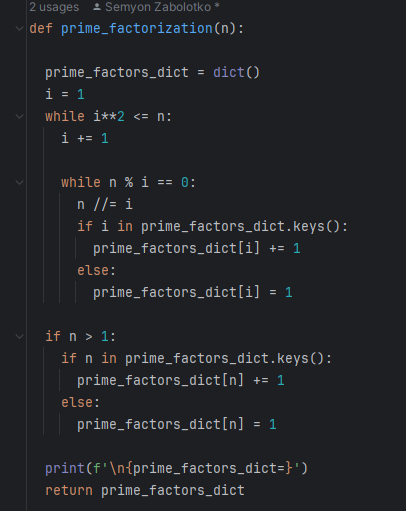 2 usages Semyon Zabolotko *
def prime_factorization(n):
prime_factors_dict = dict()
i = 1
while i**2 <= n:
i += 1
while n % i == 0:
n //= i
if i in prime_factors_dict.keys():
prime_factors_dict[i] += 1
else:
prime_factors_dict[i] = 1
if n > 1:
if n in prime_factors_dict.keys():
prime_factors_dict[n] += 1
else:
prime_factors_dict[n] = 1
print(f'\n{prime_factors_dict=}')
return prime_factors_dict